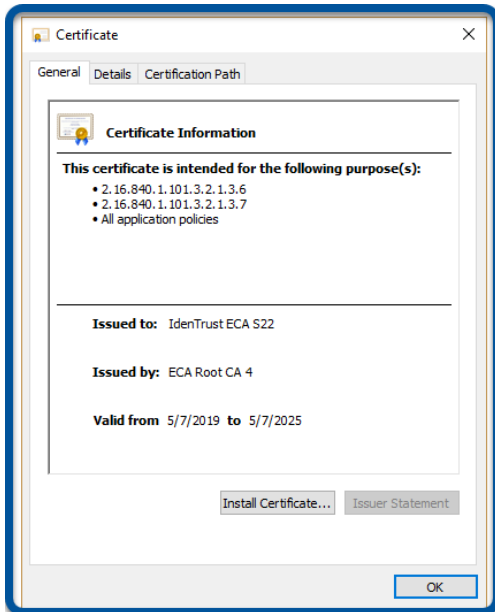 Certificate
General Details Certification Path
Certificate Information
This certificate is intended for the following purpose(s):
• 2.16.840.1.101.3.2.1.3.6
• 2.16.840.1.101.3.2.1.3.7
• All application policies
Issued to: IdenTrust ECA S22
Issued by: ECA Root CA 4
Valid from 5/7/2019 to 5/7/2025
Install Certificate... Issuer Statement
OK